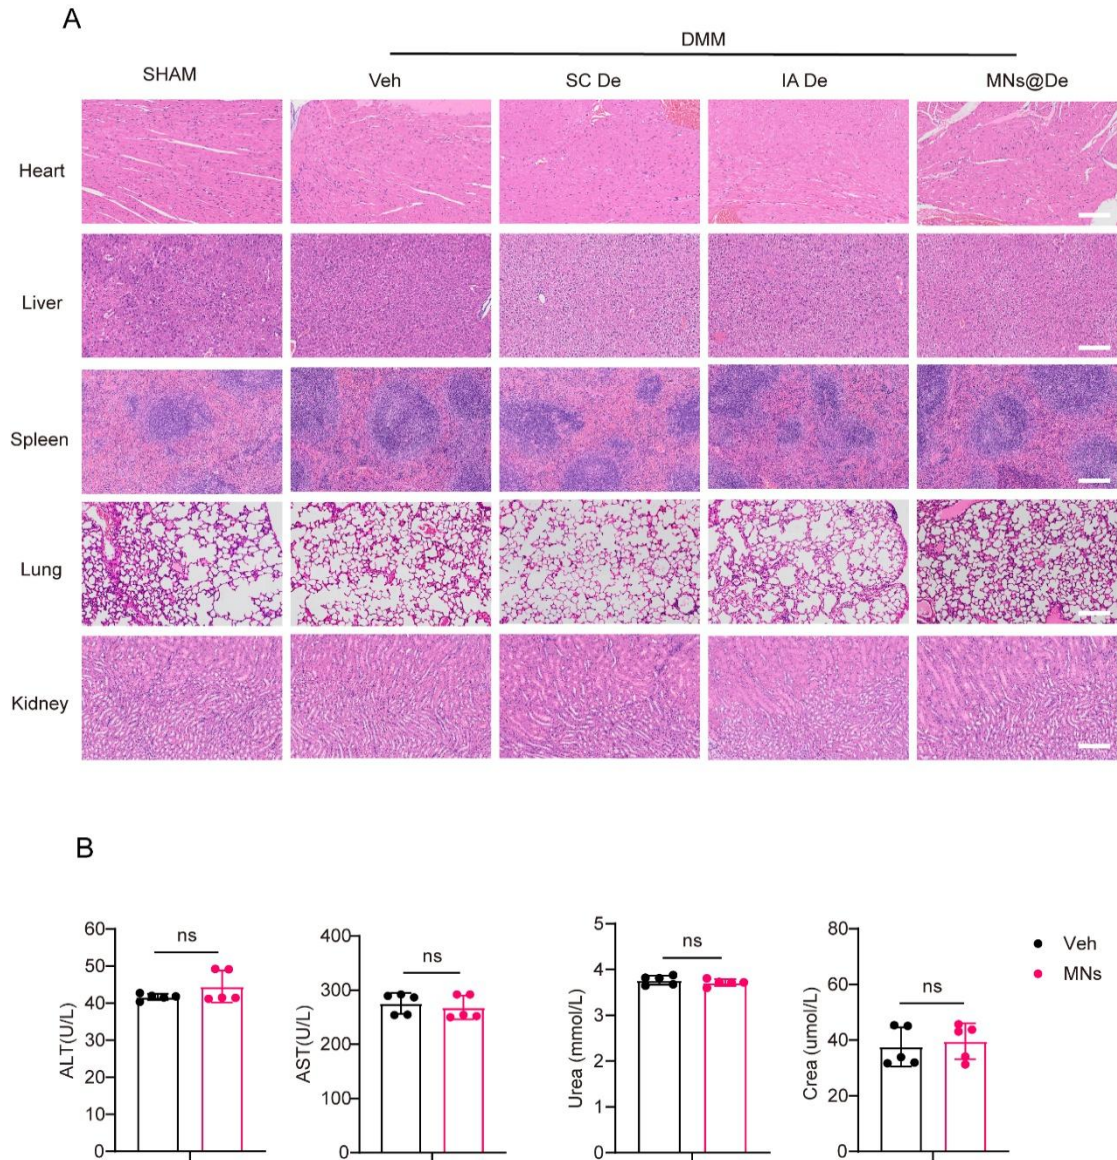 A
DMM
SHAM Veh SC De IA De MNs@De
Heart
Liver
Spleen
Lung
Kidney
B
60 50 40 30 20 10 0
ALT(U/L)
ns
400 300 200 100 0
AST(U/L)
ns
5 4 3 2 1 0
Urea (mmol/L)
ns
80 60 40 20 0
Crea (umol/L)
ns
Veh
MNs